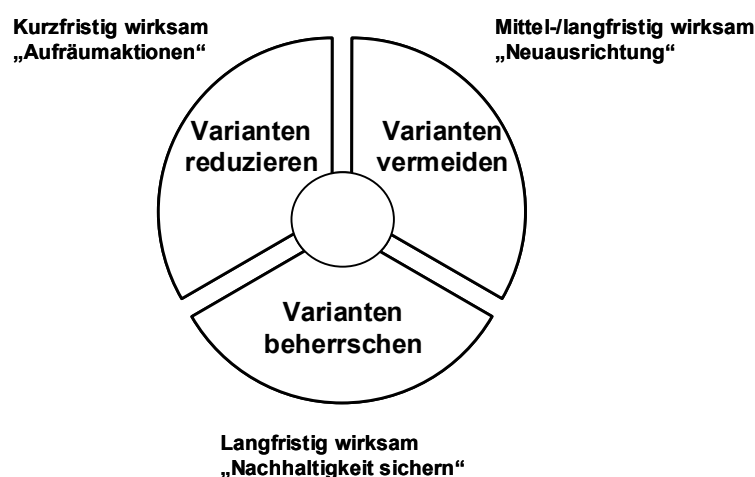 Kurzfristig wirksam
„Aufräumaktionen“
Mittel-/langfristig wirksam
„Neuausrichtung“
Varianten
reduzieren
Varianten
vermeiden
Varianten
beherrschen
Langfristig wirksam
„Nachhaltigkeit sichern“